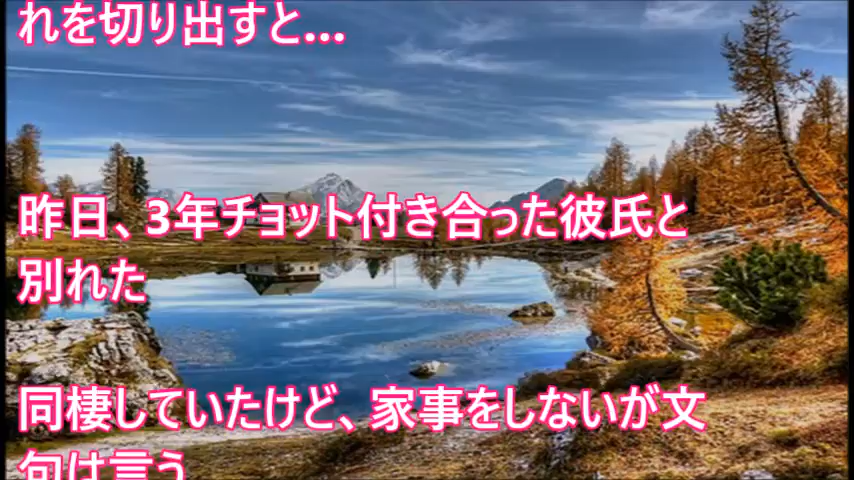 れを切り出すと...
昨日、3年チョット付き合った彼氏と
別れた
同棲していたけど、家事をしないが文
句は言う